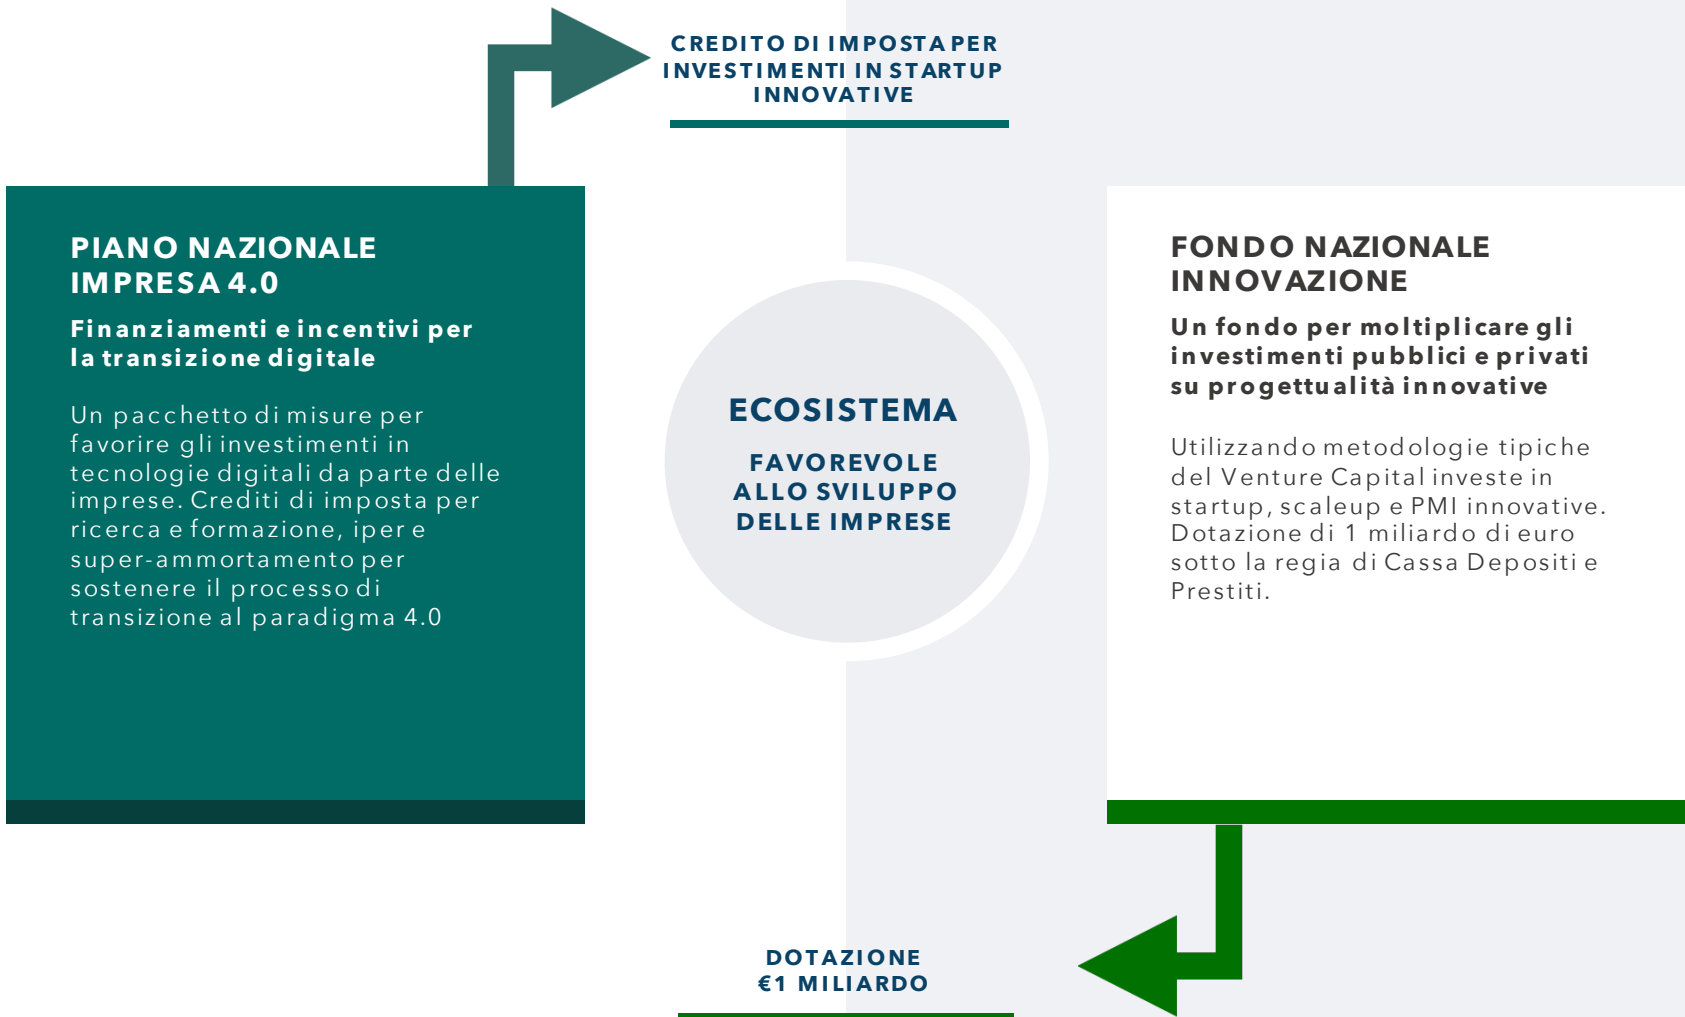 CREDITO DI IMPOSTA PER
INVESTIMENTI IN STARTUP
INNOVATIVE
PIANO NAZIONALE
IMPRESA 4.0
Finanziamenti e incentivi per
la transizione digitale
Un pacchetto di misure per
favorire gli investimenti in
tecnologie digitali da parte delle
imprese. Crediti di imposta per
ricerca e formazione, iper e
super-ammortamento per
sostenere il processo di
transizione al paradigma 4.0
ECOSISTEMA
FAVOREVOLE
ALLO SVILUPPO
DELLE IMPRESE
FONDO NAZIONALE
INNOVAZIONE
Un fondo per moltiplicare gli
investimenti pubblici e privati
su progettualità innovative
Utilizzando metodologie tipiche
del Venture Capital investe in
startup, scaleup e PMI innovative.
Dotazione di 1 miliardo di euro
sotto la regia di Cassa Depositi e
Prestiti.
DOTAZIONE
€1 MILIARDO